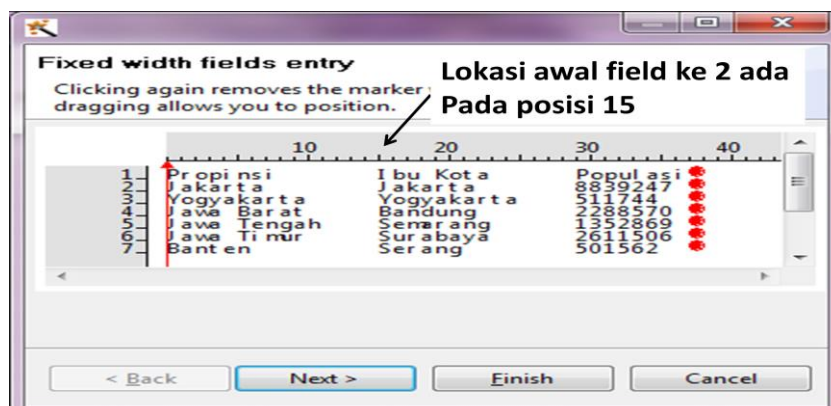 Fixed width fields entry
Clicking again removes the marker
dragging allows you to position.
Lokasi awal field ke 2 ada
Pada posisi 15
10 20 30 40
1 Propinsi Ibu Kota Populasi
2 Jakarta Jakarta 8839247
3 Yogyakarta Yogyakarta 511744
4 Jawa Barat Bandung 2288570
5 Jawa Tengah Semarang 1352869
6 Jawa Timur Surabaya 2611506
7 Banten Serang 501562
< Back Next > Finish Cancel